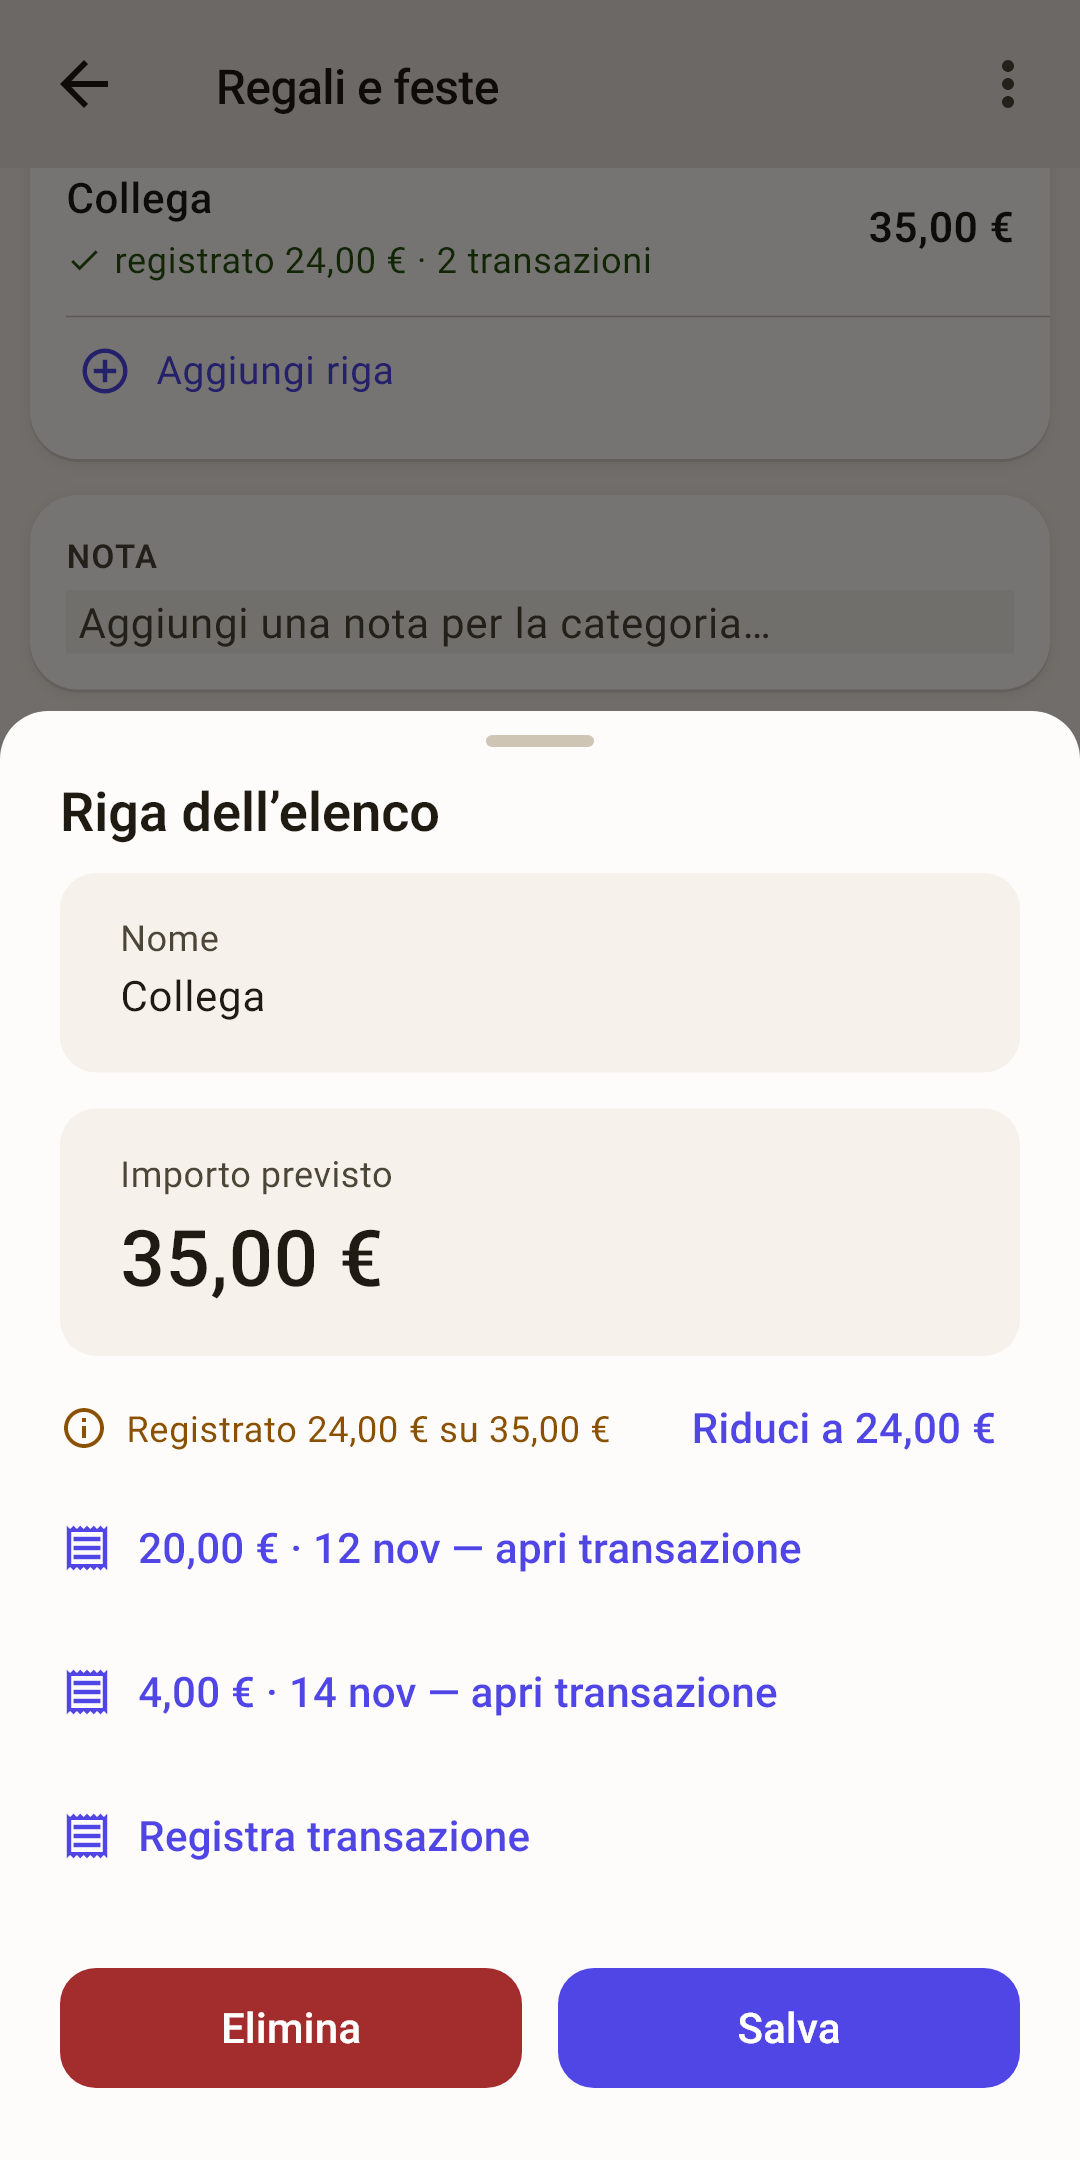 Regali e feste
Collega
35,00 €
registrato 24,00 € · 2 transazioni
Aggiungi riga
NOTA
Aggiungi una nota per la categoria…
Riga dell’elenco
Nome
Collega
Importo previsto
35,00 €
Registrato 24,00 € su 35,00 €
Riduci a 24,00 €
20,00 € · 12 nov — apri transazione
4,00 € · 14 nov — apri transazione
Registra transazione
Elimina
Salva